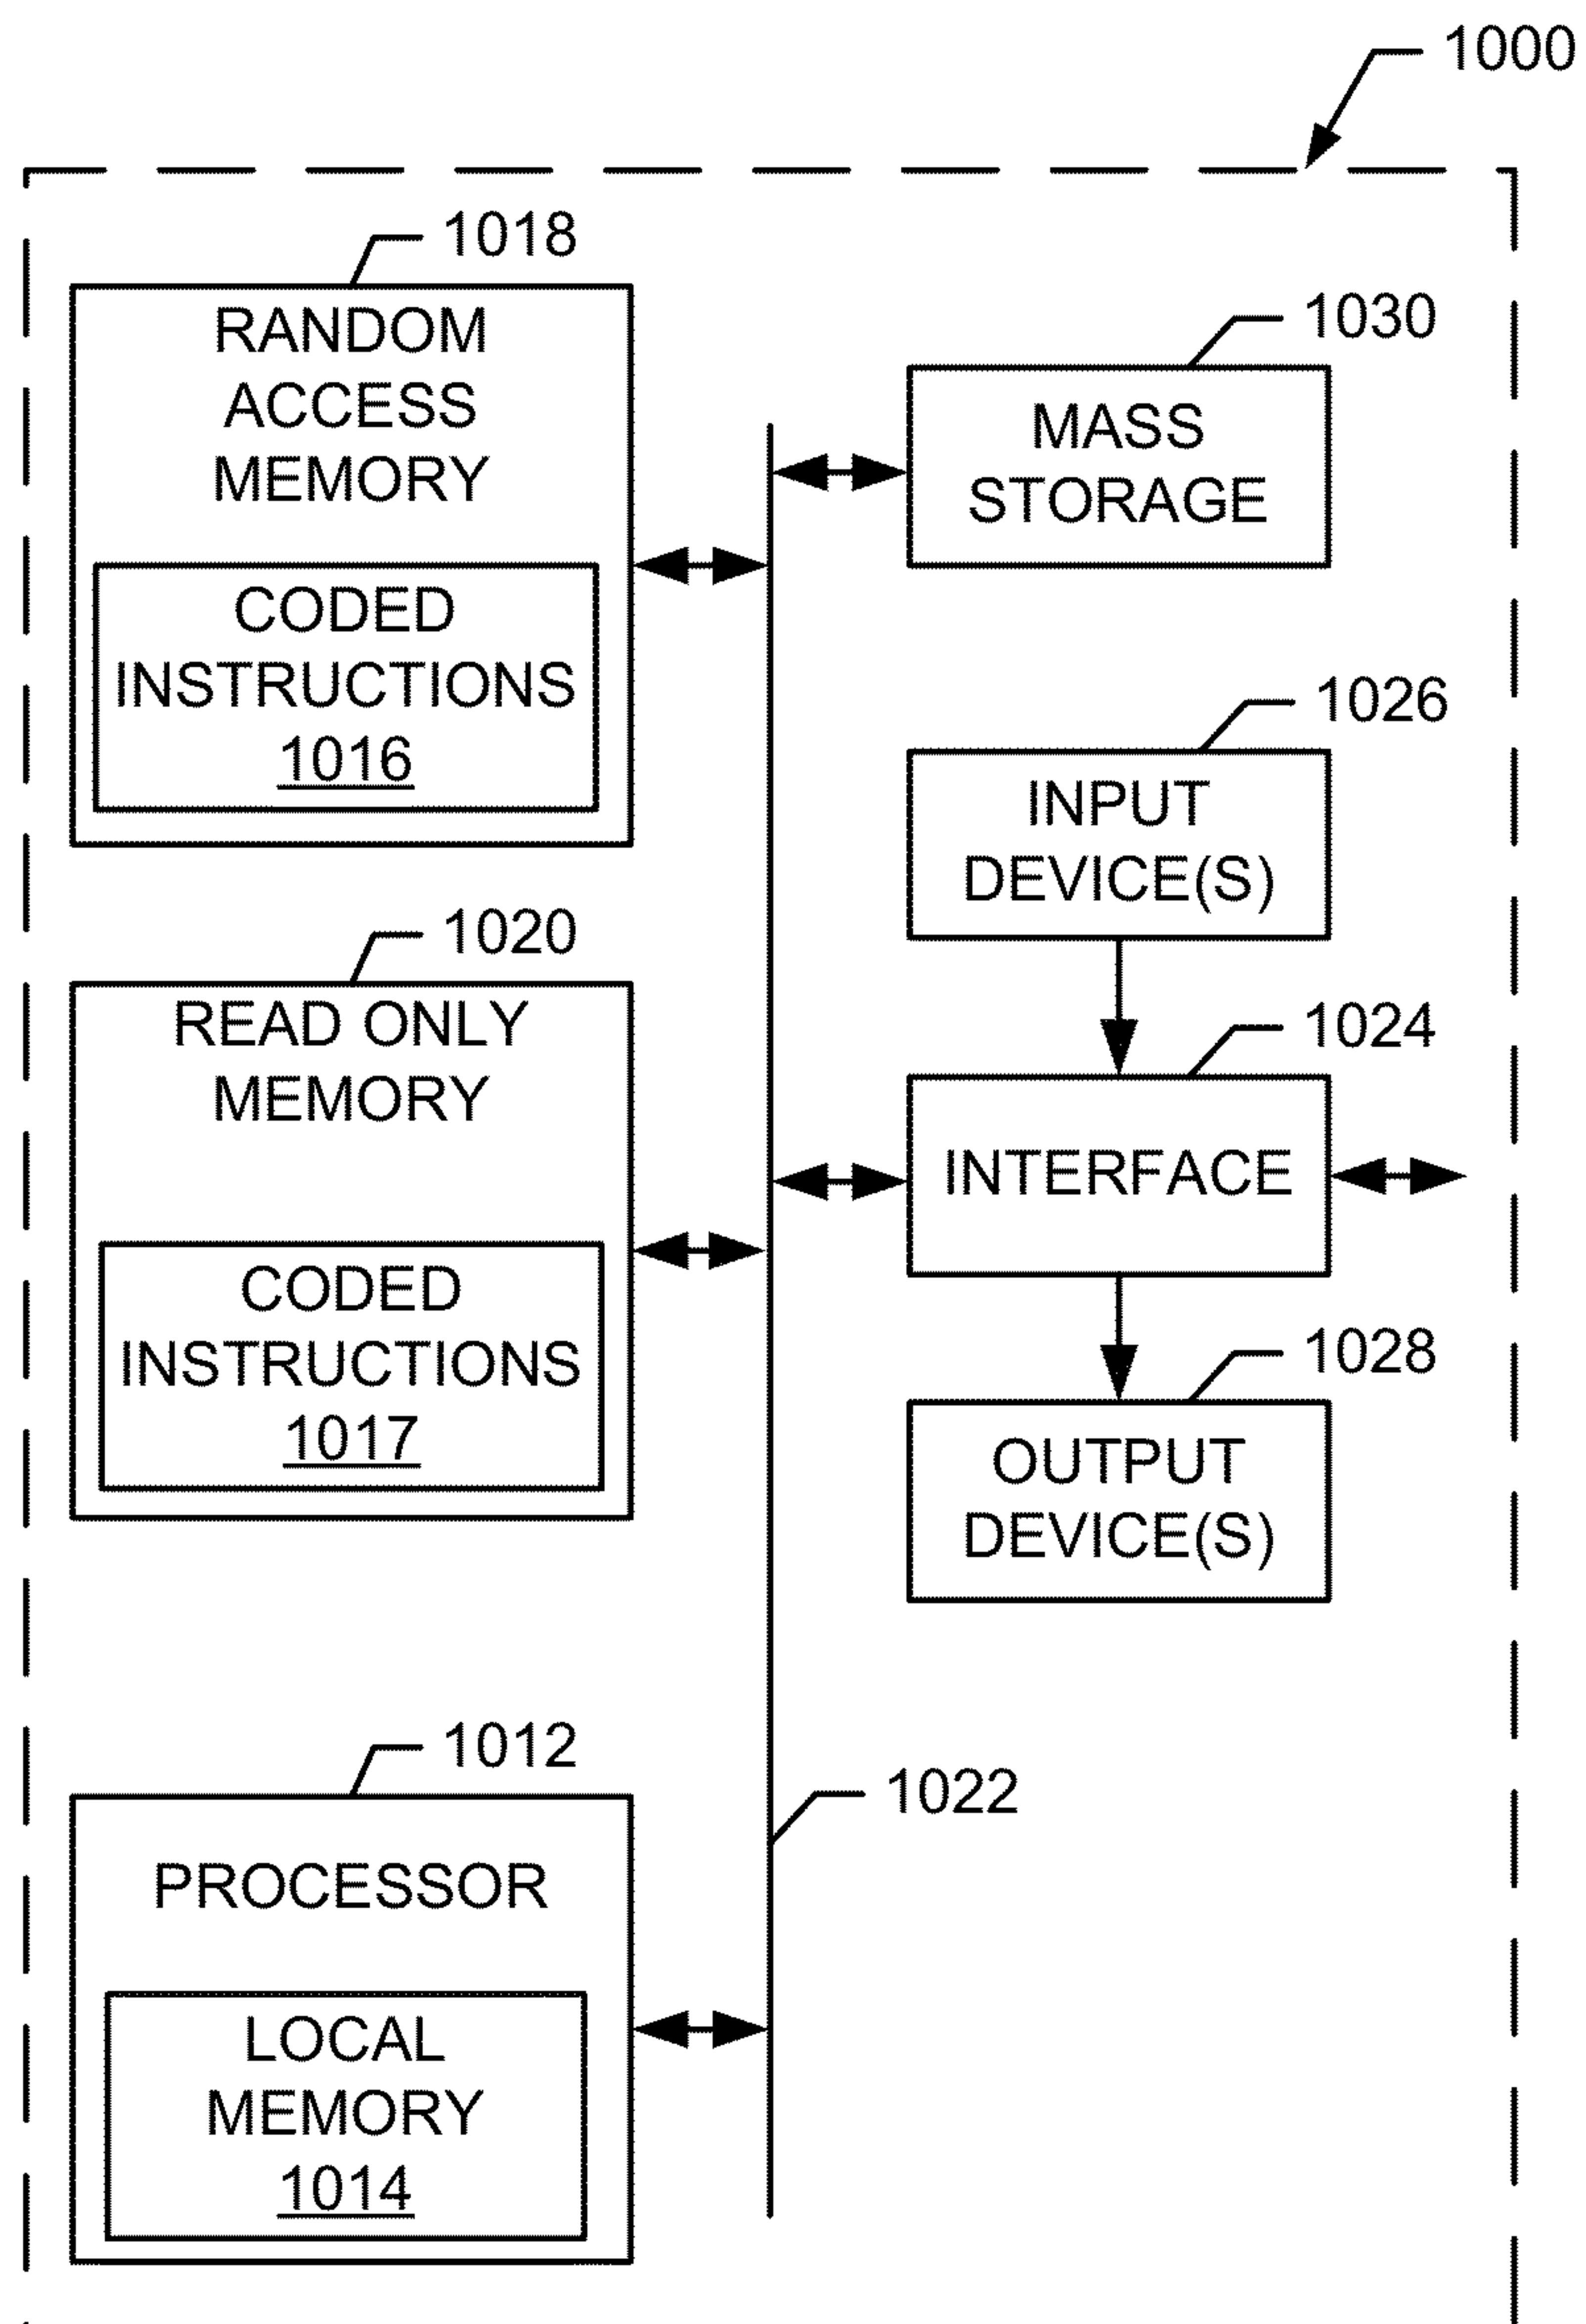 1000
1018
RANDOM
ACCESS
MEMORY
CODED
INSTRUCTIONS
1016
1030
MASS
STORAGE
1026
INPUT
DEVICE(S)
1020
READ ONLY
MEMORY
CODED
INSTRUCTIONS
1017
1024
INTERFACE
1028
OUTPUT
DEVICE(S)
1012
PROCESSOR
LOCAL
MEMORY
1014
1022